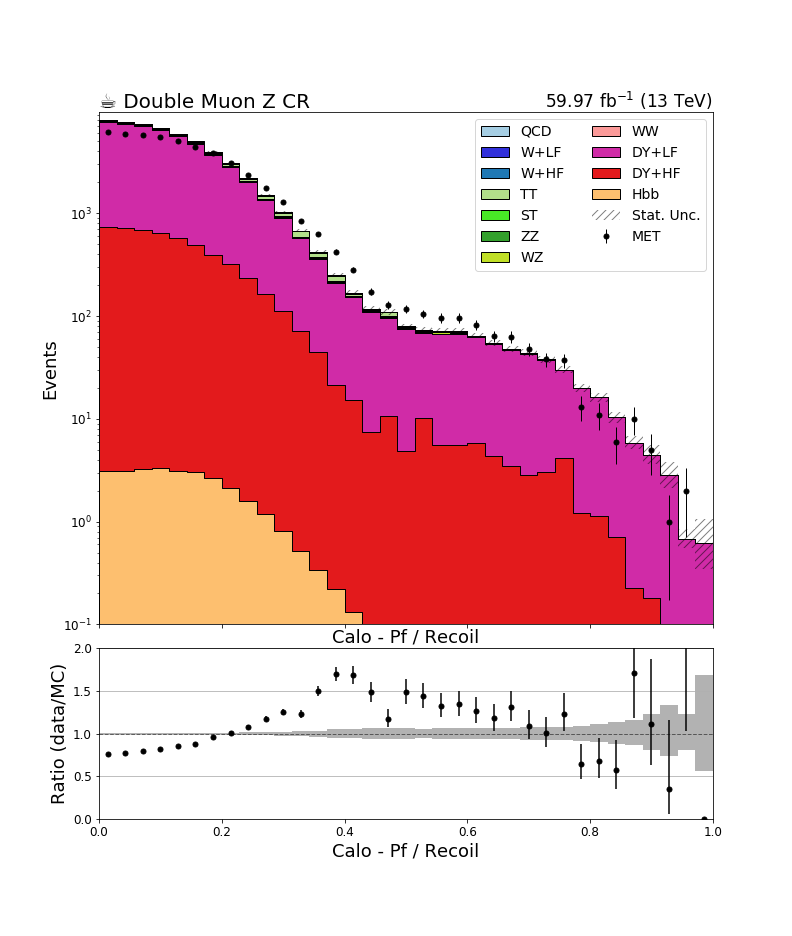 ☕ Double Muon Z CR
59.97 fb⁻¹ (13 TeV)
QCD
W+LF
W+HF
TT
ST
ZZ
WZ
WW
DY+LF
DY+HF
Hbb
Stat. Unc.
MET
Events
10³
10²
10¹
10⁰
10⁻¹
Calo - Pf / Recoil
Ratio (data/MC)
2.0
1.5
1.0
0.5
0.0
0.0 0.2 0.4 0.6 0.8 1.0
Calo - Pf / Recoil